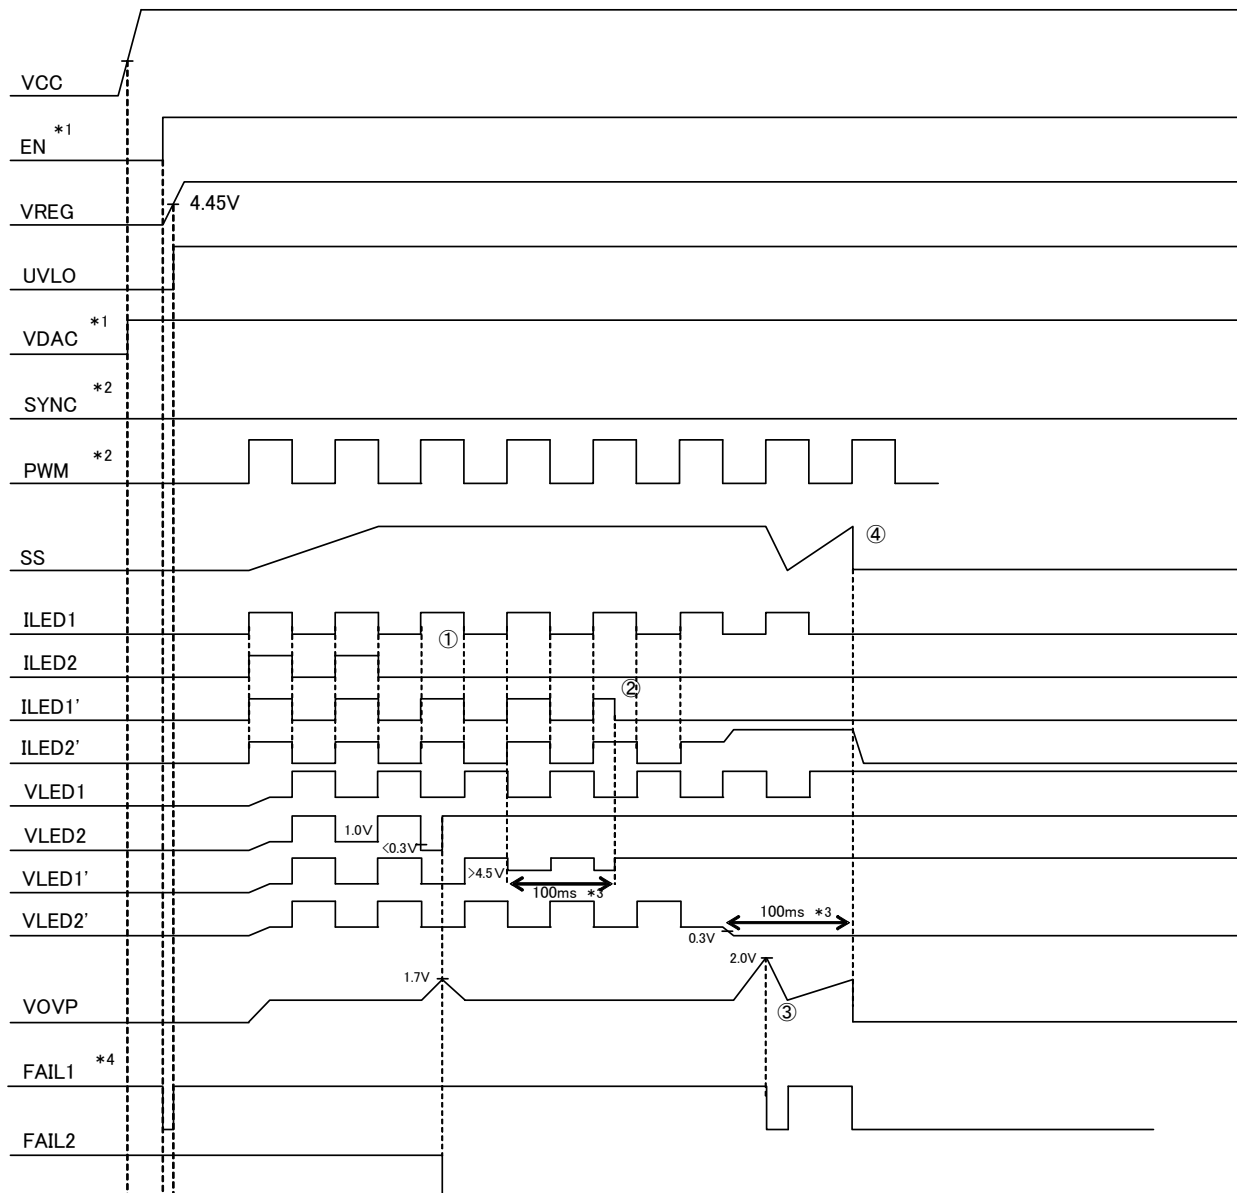 VCC
EN *1
VREG
4.45V
UVLO
VDAC *1
SYNC *2
PWM *2
SS
④
ILED1
①
ILED2
ILED1'
②
ILED2'
VLED1
VLED2
1.0V
<0.3V
VLED1'
>4.5V
100ms *3
VLED2'
0.3V
100ms *3
VOVP
1.7V
2.0V
③
FAIL1 *4
FAIL2